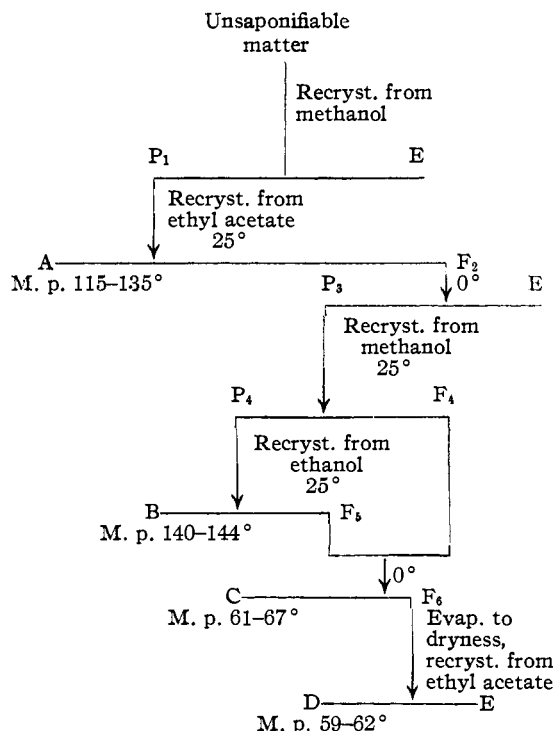 Unsaponifiable
matter
Recryst. from
methanol
P₁ E
Recryst. from
ethyl acetate
25°
A F₂
M. p. 115–135° P₃ 0° E
Recryst. from
methanol
25°
P₄ F₄
Recryst. from
ethanol
25°
B F₅
M. p. 140–144°
0°
C F₆
M. p. 61–67° Evap. to
dryness,
recryst. from
ethyl acetate
D E
M. p. 59–62°